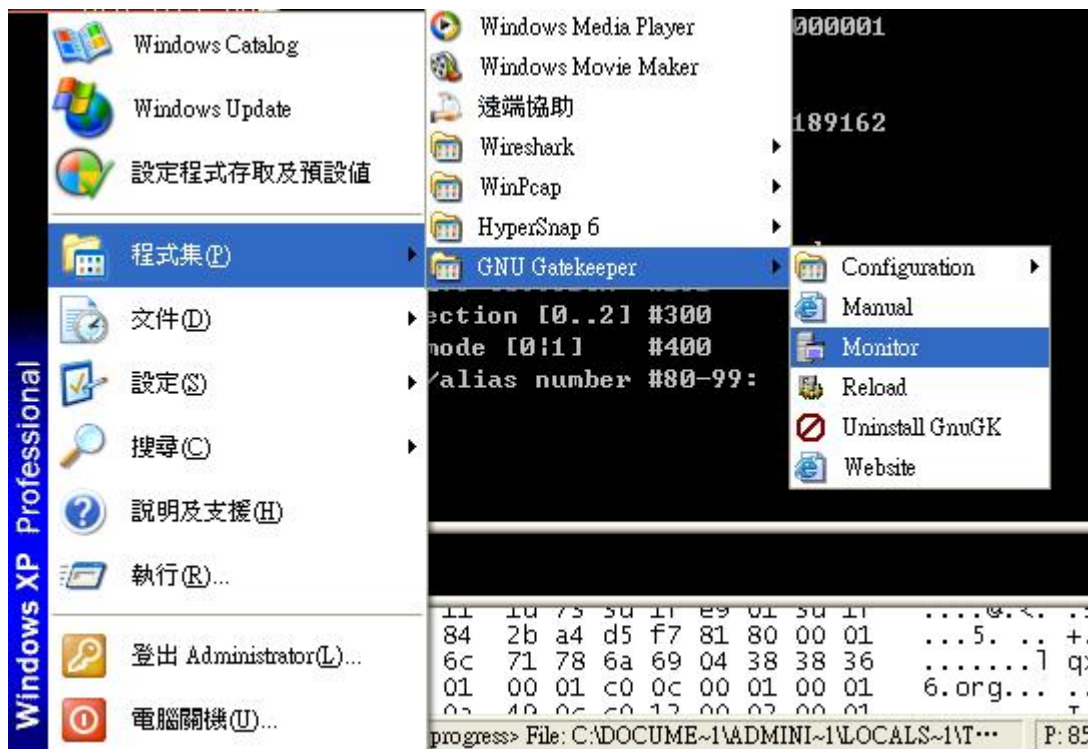 Windows XP Professional
Windows Catalog
Windows Update
設定程式存取及預設值
程式集(P)
文件(D)
設定(S)
搜尋(C)
說明及支援(H)
執行(R)...
登出 Administrator(L)...
電腦關機(U)...
Windows Media Player
Windows Movie Maker
遠端協助
Wireshark
WinPcap
HyperSnap 6
GNU Gatekeeper
Configuration
Manual
Monitor
Reload
Uninstall GnuGK
Website
000001
189162
ection [0..2] #300
mode [0|1] #400
/alias number #80-99:
84 2b a4 d5 f7 81 80 00 01 ...5. .. +.
6c 71 78 6a 69 04 38 38 36 .......l qx
01 00 01 c0 0c 00 01 00 01 6.org... ..
progress> File: C:\DOCUME~1\ADMINI~1\LOCALS~1\T... P: 85